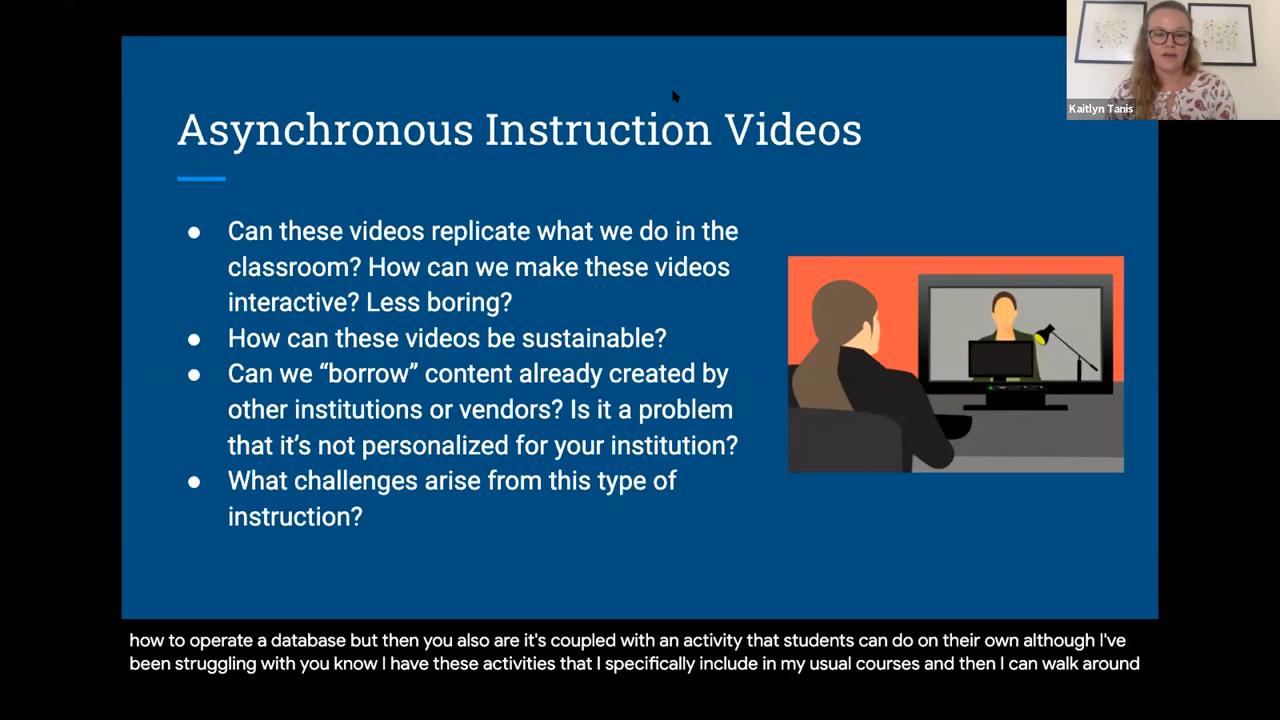 Kaitlyn Tanis
Asynchronous Instruction Videos
● Can these videos replicate what we do in the
classroom? How can we make these videos
interactive? Less boring?
● How can these videos be sustainable?
● Can we “borrow” content already created by
other institutions or vendors? Is it a problem
that it’s not personalized for your institution?
● What challenges arise from this type of
instruction?
how to operate a database but then you also are it's coupled with an activity that students can do on their own although I've
been struggling with you know I have these activities that I specifically include in my usual courses and then I can walk around